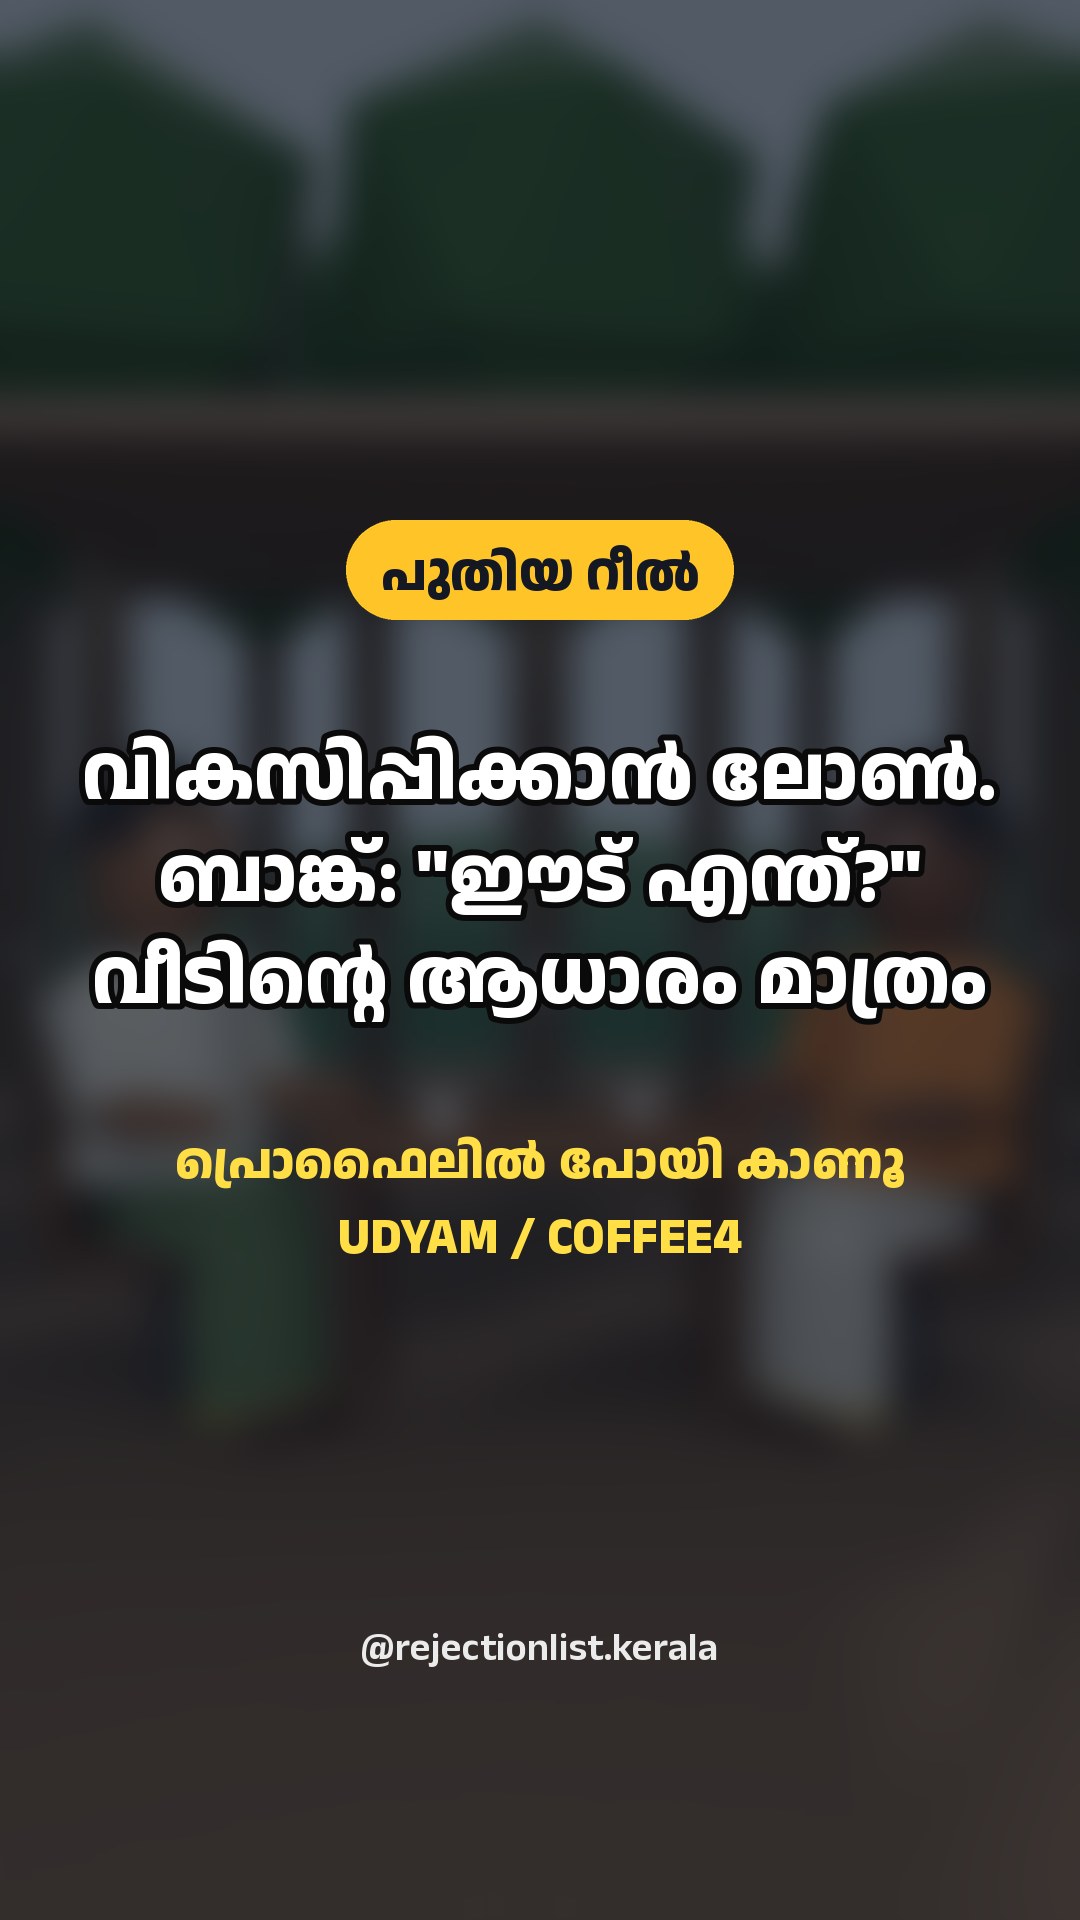 പുതിയ റീൽ
വികസിപ്പിക്കാൻ ലോൺ.
ബാങ്ക്: "ഈട് എന്ത്?"
വീടിന്റെ ആധാരം മാത്രം
പ്രൊഫൈലിൽ പോയി കാണൂ
UDYAM / COFFEE4
@rejectionlist.kerala